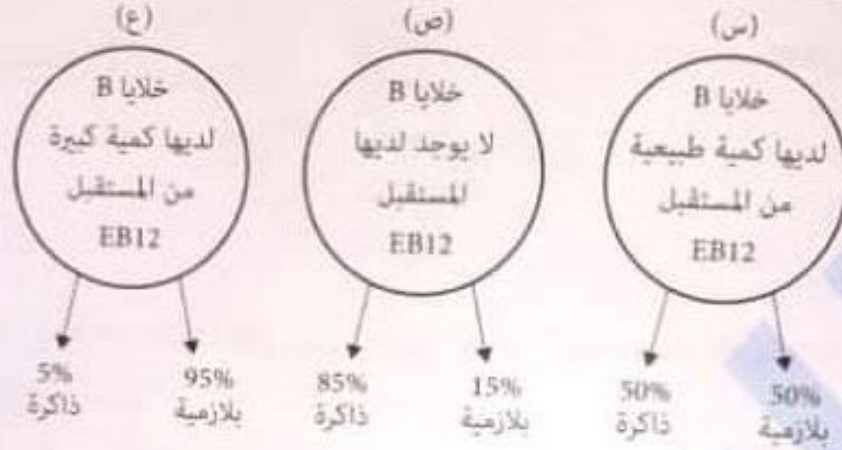 (س)
خلايا B
لديها كمية طبيعية
من المستقبل
EB12
50%
بلازمية
50%
ذاكرة
(ص)
خلايا B
لا يوجد لديها
المستقبل
EB12
15%
بلازمية
85%
ذاكرة
(ع)
خلايا B
لديها كمية كبيرة
من المستقبل
EB12
95%
بلازمية
5%
ذاكرة